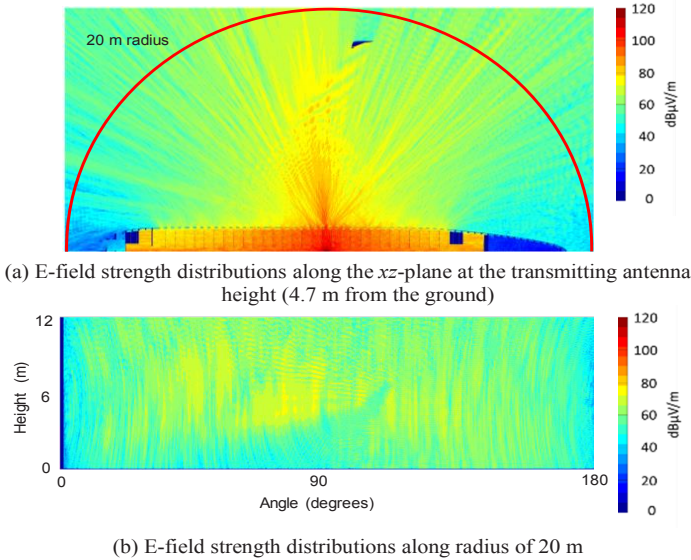 20 m radius
120
100
80
60
40
20
0
dBµV/m
(a) E-field strength distributions along the xz-plane at the transmitting antenna
height (4.7 m from the ground)
12
6
0
Height (m)
0
90
180
Angle (degrees)
120
100
80
60
40
20
0
dBµV/m
(b) E-field strength distributions along radius of 20 m